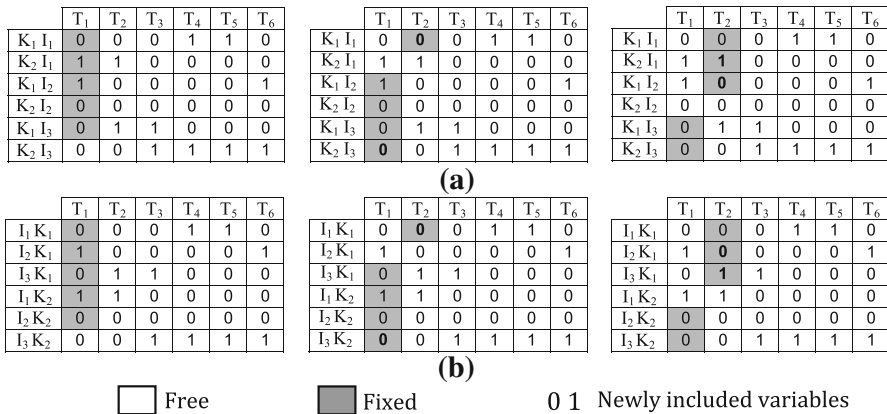 T1 T2 T3 T4 T5 T6
K1 I1 0 0 0 1 1 0
K2 I1 1 1 0 0 0 0
K1 I2 1 0 0 0 0 1
K2 I2 0 0 0 0 0 0
K1 I3 0 1 1 0 0 0
K2 I3 0 0 1 1 1 1
T1 T2 T3 T4 T5 T6
K1 I1 0 0 0 1 1 0
K2 I1 1 1 0 0 0 0
K1 I2 1 0 0 0 0 1
K2 I2 0 0 0 0 0 0
K1 I3 0 1 1 0 0 0
K2 I3 0 0 1 1 1 1
T1 T2 T3 T4 T5 T6
K1 I1 0 0 0 1 1 0
K2 I1 1 1 0 0 0 0
K1 I2 1 0 0 0 0 1
K2 I2 0 0 0 0 0 0
K1 I3 0 1 1 0 0 0
K2 I3 0 0 1 1 1 1
(a)
T1 T2 T3 T4 T5 T6
I1 K1 0 0 0 1 1 0
I2 K1 1 0 0 0 0 1
I3 K1 0 1 1 0 0 0
I1 K2 1 1 0 0 0 0
I2 K2 0 0 0 0 0 0
I3 K2 0 0 1 1 1 1
T1 T2 T3 T4 T5 T6
I1 K1 0 0 0 1 1 0
I2 K1 1 0 0 0 0 1
I3 K1 0 1 1 0 0 0
I1 K2 1 1 0 0 0 0
I2 K2 0 0 0 0 0 0
I3 K2 0 0 1 1 1 1
T1 T2 T3 T4 T5 T6
I1 K1 0 0 0 1 1 0
I2 K1 1 0 0 0 0 1
I3 K1 0 1 1 0 0 0
I1 K2 1 1 0 0 0 0
I2 K2 0 0 0 0 0 0
I3 K2 0 0 1 1 1 1
(b)
Free Fixed 0 1 Newly included variables